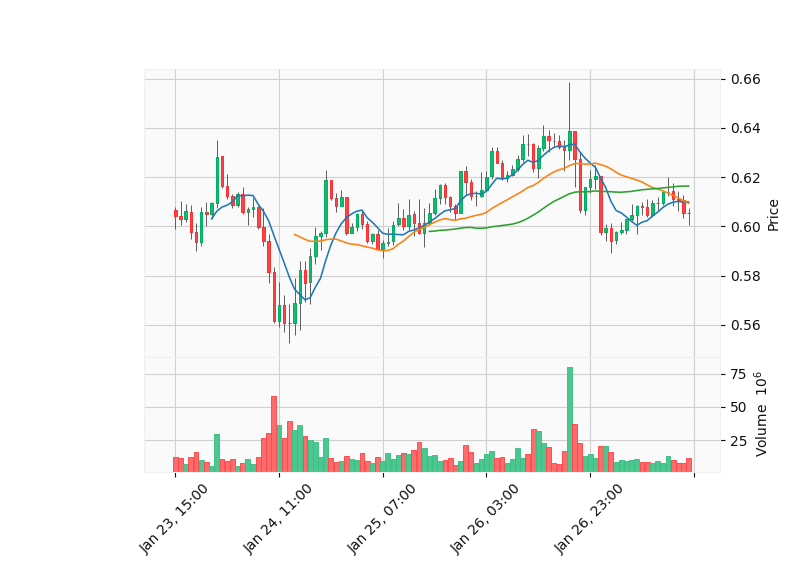 0.66
0.64
0.62
0.60
0.58
0.56
Price
75
50
25
Volume 10⁶
Jan 23, 15:00
Jan 24, 11:00
Jan 25, 07:00
Jan 26, 03:00
Jan 26, 23:00